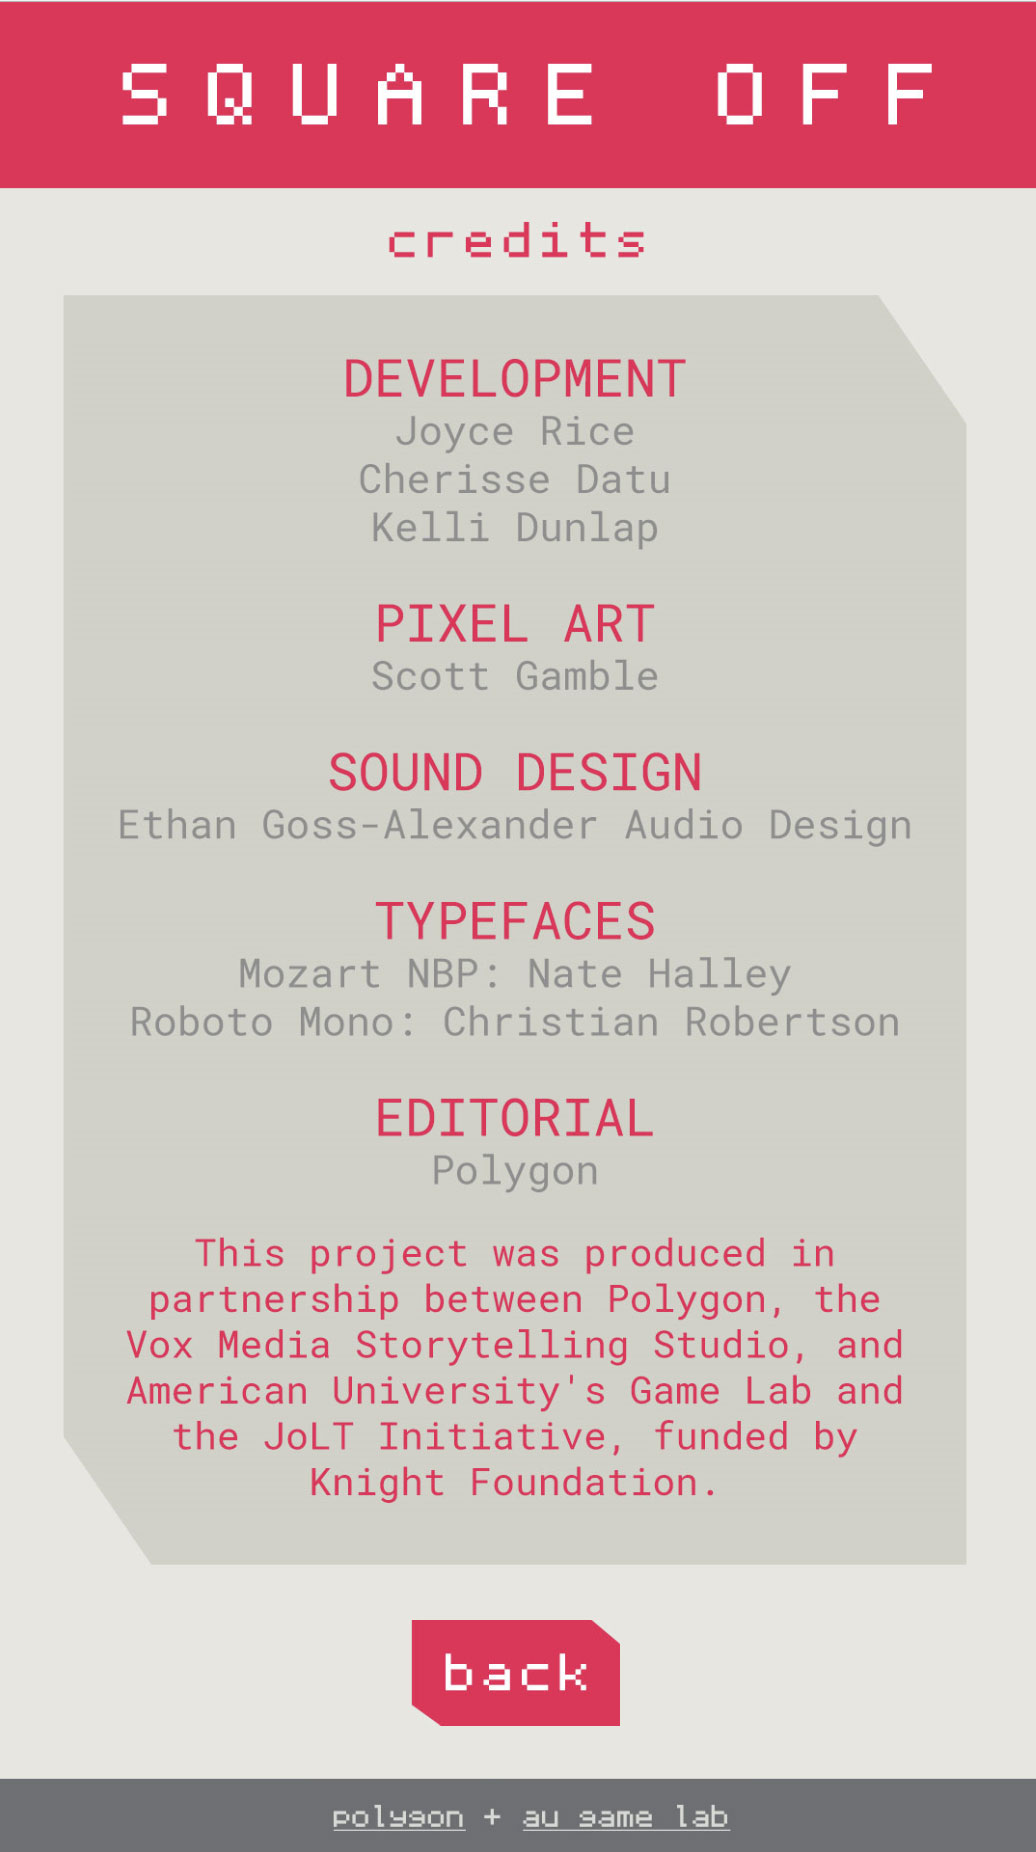 SQUARE OFF
credits
DEVELOPMENT
Joyce Rice
Cherisse Datu
Kelli Dunlap
PIXEL ART
Scott Gamble
SOUND DESIGN
Ethan Goss-Alexander Audio Design
TYPEFACES
Mozart NBP: Nate Halley
Roboto Mono: Christian Robertson
EDITORIAL
Polygon
This project was produced in
partnership between Polygon, the
Vox Media Storytelling Studio, and
American University's Game Lab and
the JoLT Initiative, funded by
Knight Foundation.
back
polygon + au game lab